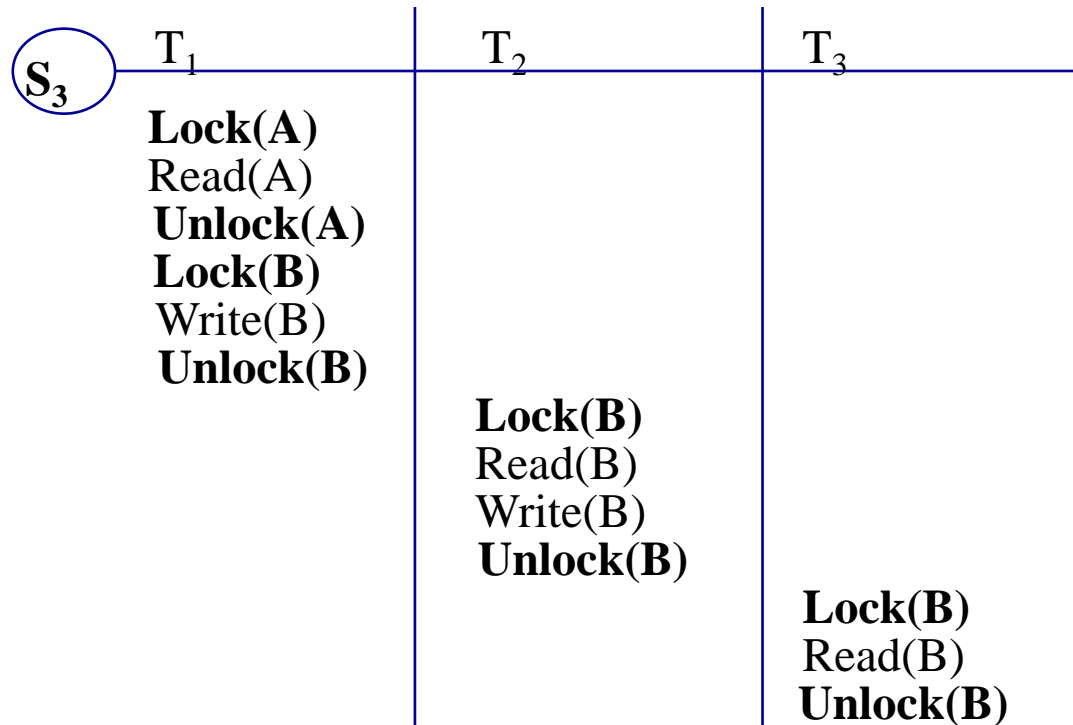 S₃ T₁ T₂ T₃
Lock(A)
Read(A)
Unlock(A)
Lock(B)
Write(B)
Unlock(B)
Lock(B)
Read(B)
Write(B)
Unlock(B)
Lock(B)
Read(B)
Unlock(B)